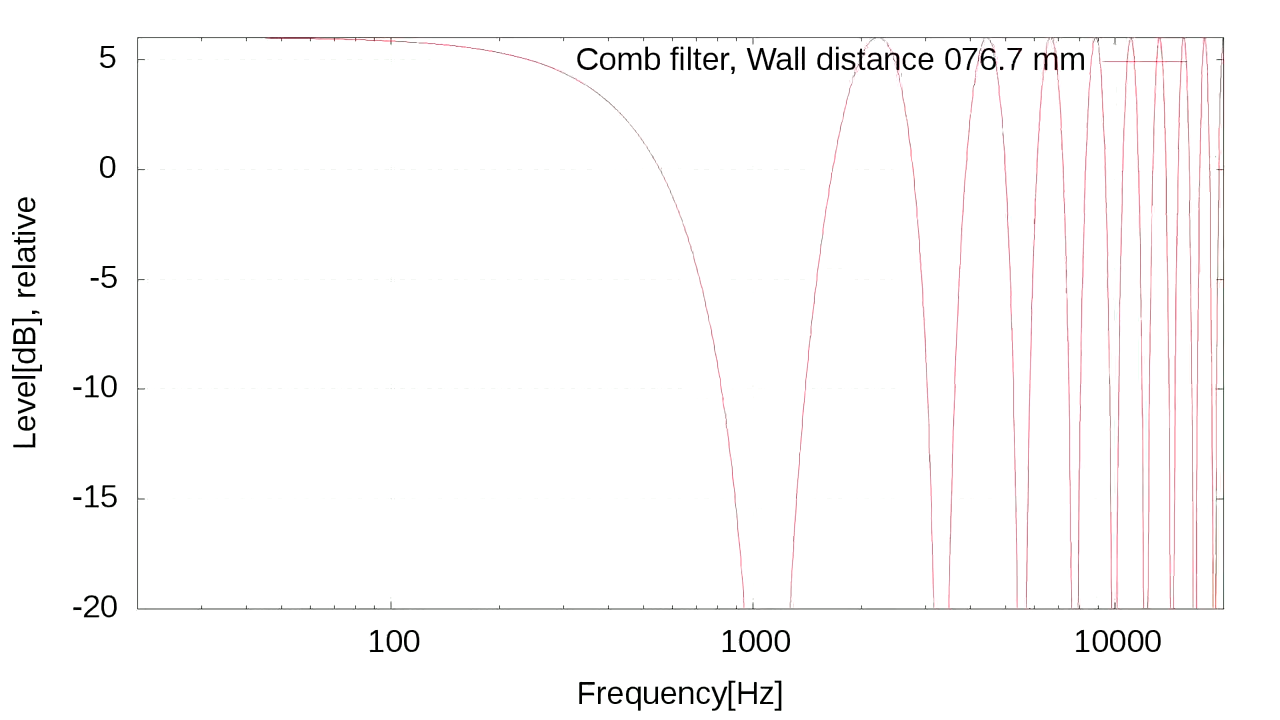 Comb filter, Wall distance 076.7 mm
5
0
-5
-10
-15
-20
Level[dB], relative
100 1000 10000
Frequency[Hz]